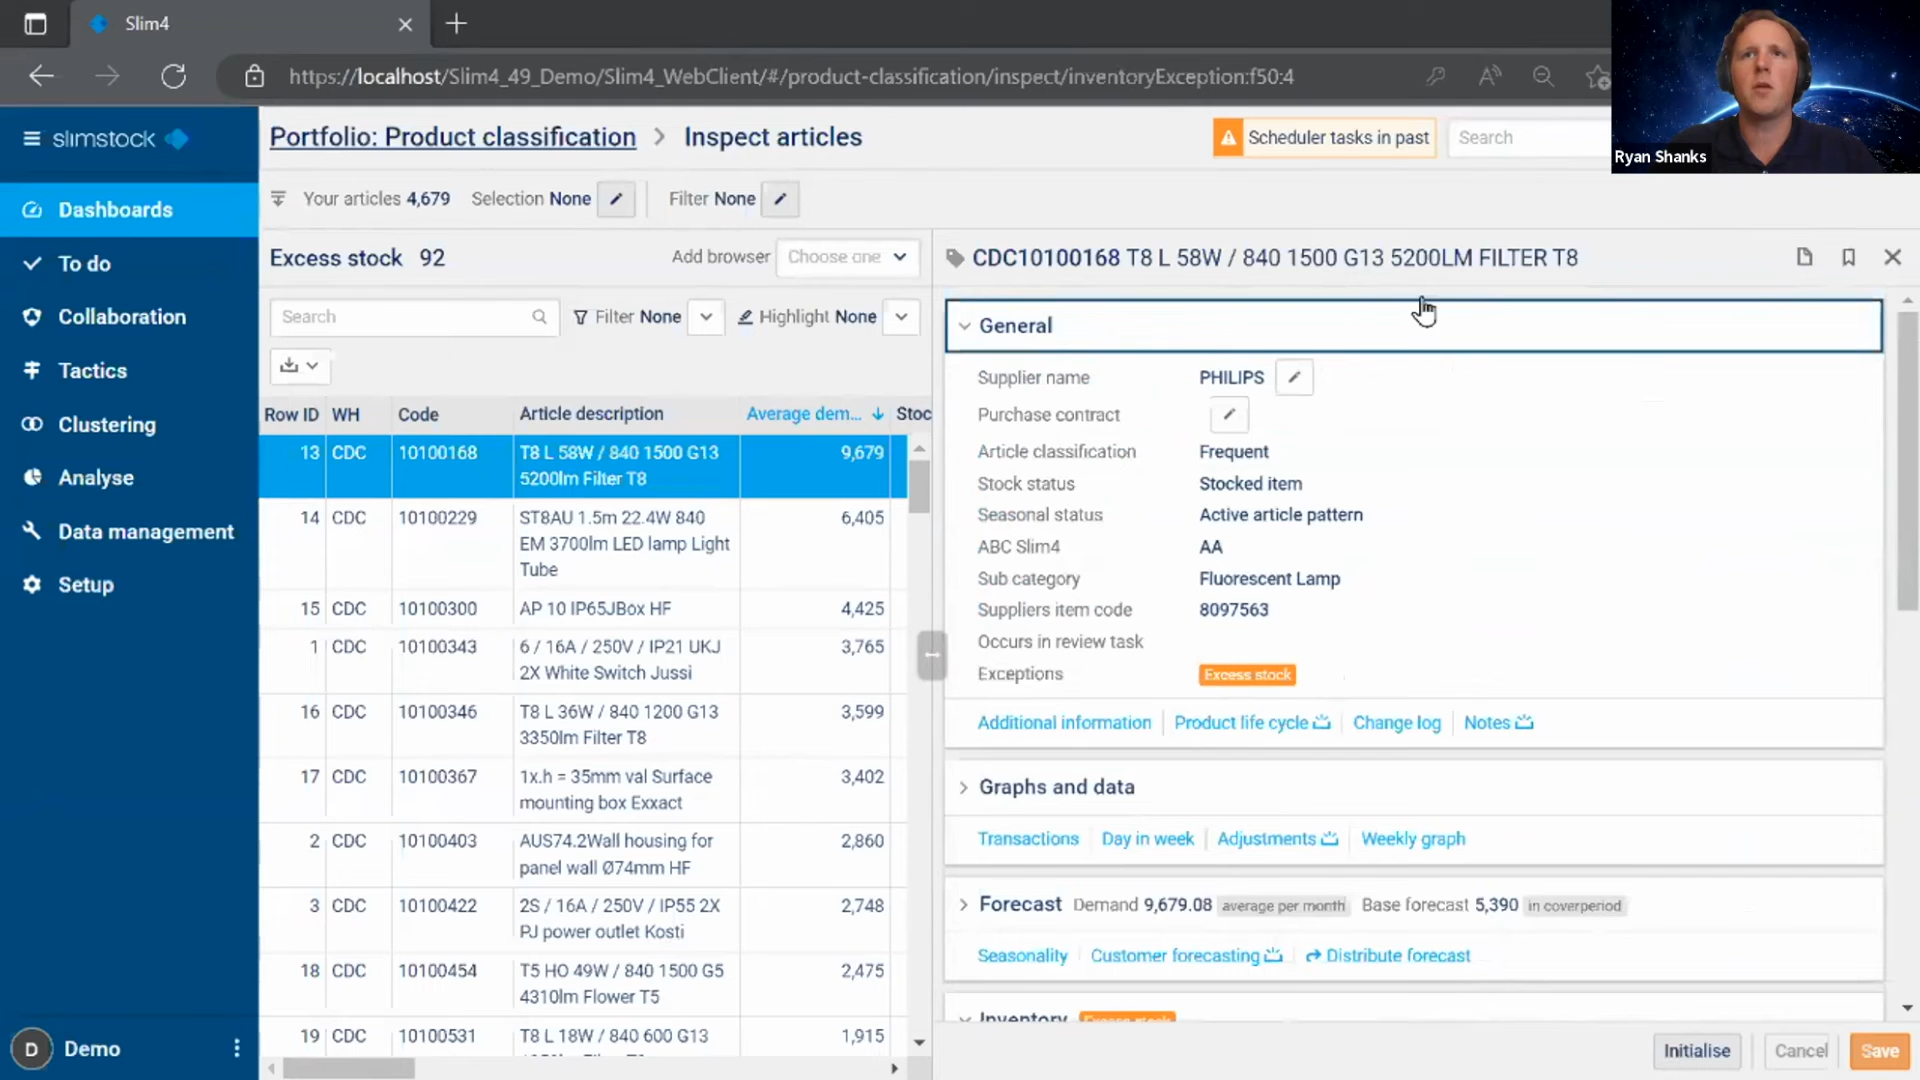 Slim4
https://localhost/Slim4_49_Demo/Slim4_WebClient/#/product-classification/inspect/inventoryException:f50:4
Ryan Shanks
slimstock
Portfolio: Product classification > Inspect articles
Scheduler tasks in past
Search
Dashboards
To do
Collaboration
Tactics
Clustering
Analyse
Data management
Setup
D Demo
Your articles 4,679 Selection None Filter None
Excess stock 92 Add browser Choose one
Search Filter None Highlight None
Row ID WH Code Article description Average dem... Stoc
13 CDC 10100168 T8 L 58W / 840 1500 G13 9,679
5200lm Filter T8
14 CDC 10100229 ST8AU 1.5m 22.4W 840 6,405
EM 3700lm LED lamp Light
Tube
15 CDC 10100300 AP 10 IP65JBox HF 4,425
1 CDC 10100343 6 / 16A / 250V / IP21 UKJ 3,765
2X White Switch Jussi
16 CDC 10100346 T8 L 36W / 840 1200 G13 3,599
3350lm Filter T8
17 CDC 10100367 1x.h = 35mm val Surface 3,402
mounting box Exxact
2 CDC 10100403 AUS74.2Wall housing for 2,860
panel wall Ø74mm HF
3 CDC 10100422 2S / 16A / 250V / IP55 2X 2,748
PJ power outlet Kosti
18 CDC 10100454 T5 HO 49W / 840 1500 G5 2,475
4310lm Flower T5
19 CDC 10100531 T8 L 18W / 840 600 G13 1,915
CDC10100168 T8 L 58W / 840 1500 G13 5200LM FILTER T8
General
Supplier name PHILIPS
Purchase contract
Article classification Frequent
Stock status Stocked item
Seasonal status Active article pattern
ABC Slim4 AA
Sub category Fluorescent Lamp
Suppliers item code 8097563
Occurs in review task
Exceptions Excess stock
Additional information Product life cycle Change log Notes
Graphs and data
Transactions Day in week Adjustments Weekly graph
Forecast Demand 9,679.08 average per month Base forecast 5,390 in coverperiod
Seasonality Customer forecasting Distribute forecast
Inventory Excess stock
Initialise Cancel Save